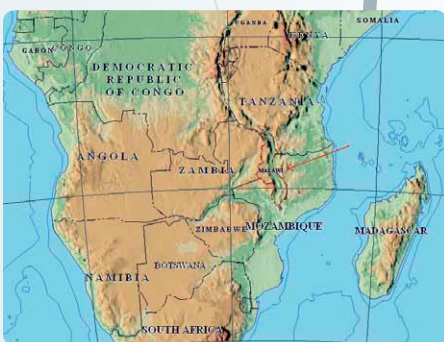 UGANDA
SOMALIA
GABON
CONGO
KENYA
DEMOCRATIC
REPUBLIC
OF CONGO
TANZANIA
ANGOLA
ZAMBIA
MALAWI
MOZAMBIQUE
ZIMBABWE
MADAGASCAR
BOTSWANA
NAMIBIA
SOUTH AFRICA